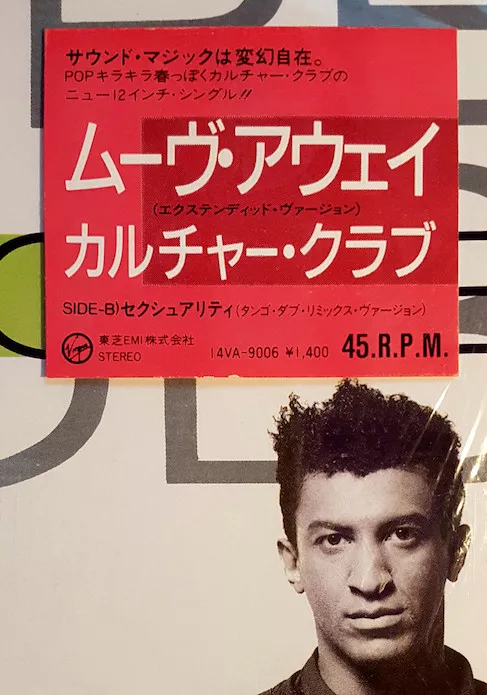 サウンド・マジックは変幻自在。
POPキラキラ春っぽくカルチャー・クラブの
ニュー12インチ・シングル!!
ムーヴ・アウェイ
(エクステンディッド・ヴァージョン)
カルチャー・クラブ
SIDE-B)セクシュアリティ(タンゴ・ダブ・リミックス・ヴァージョン)
Virgin 東芝EMI株式会社
STEREO 14VA-9006 ¥1,400 45.R.P.M.